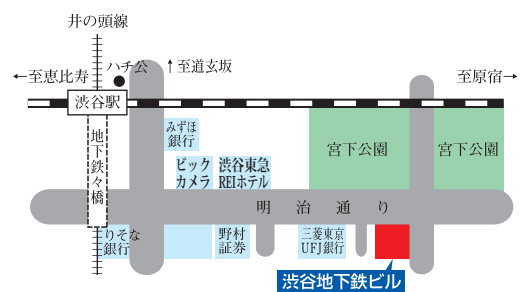 井の頭線
ハチ公
↑至道玄坂
←至恵比寿
至原宿→
渋谷駅
地下鉄々橋
みずほ
銀行
宮下公園
宮下公園
ビック
カメラ
渋谷東急
REIホテル
明治通り
りそな
銀行
野村
証券
三菱東京
UFJ銀行
渋谷地下鉄ビル